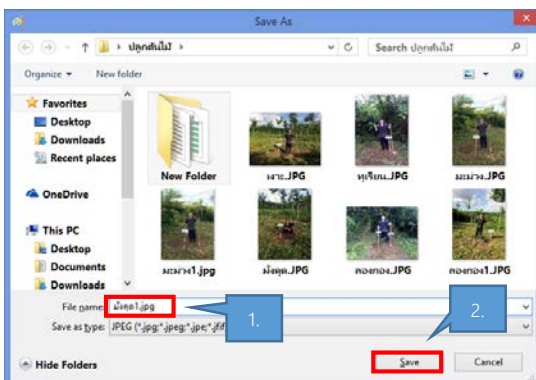 Save As
ปลูกต้นไม้
Search ปลูกต้นไม้
Organize
New folder
Favorites
Desktop
Downloads
Recent places
OneDrive
This PC
Desktop
Documents
Downloads
New Folder
เงาะ.JPG
ทุเรียน.JPG
มะม่วง.JPG
มะม่วง1.jpg
มังคุด.JPG
ลองกอง.JPG
ลองกอง1.JPG
File name:
มังคุด1.jpg
1.
2.
Save as type:
JPEG (*.jpg;*.jpeg;*.jpe;*.jfif
Hide Folders
Save
Cancel